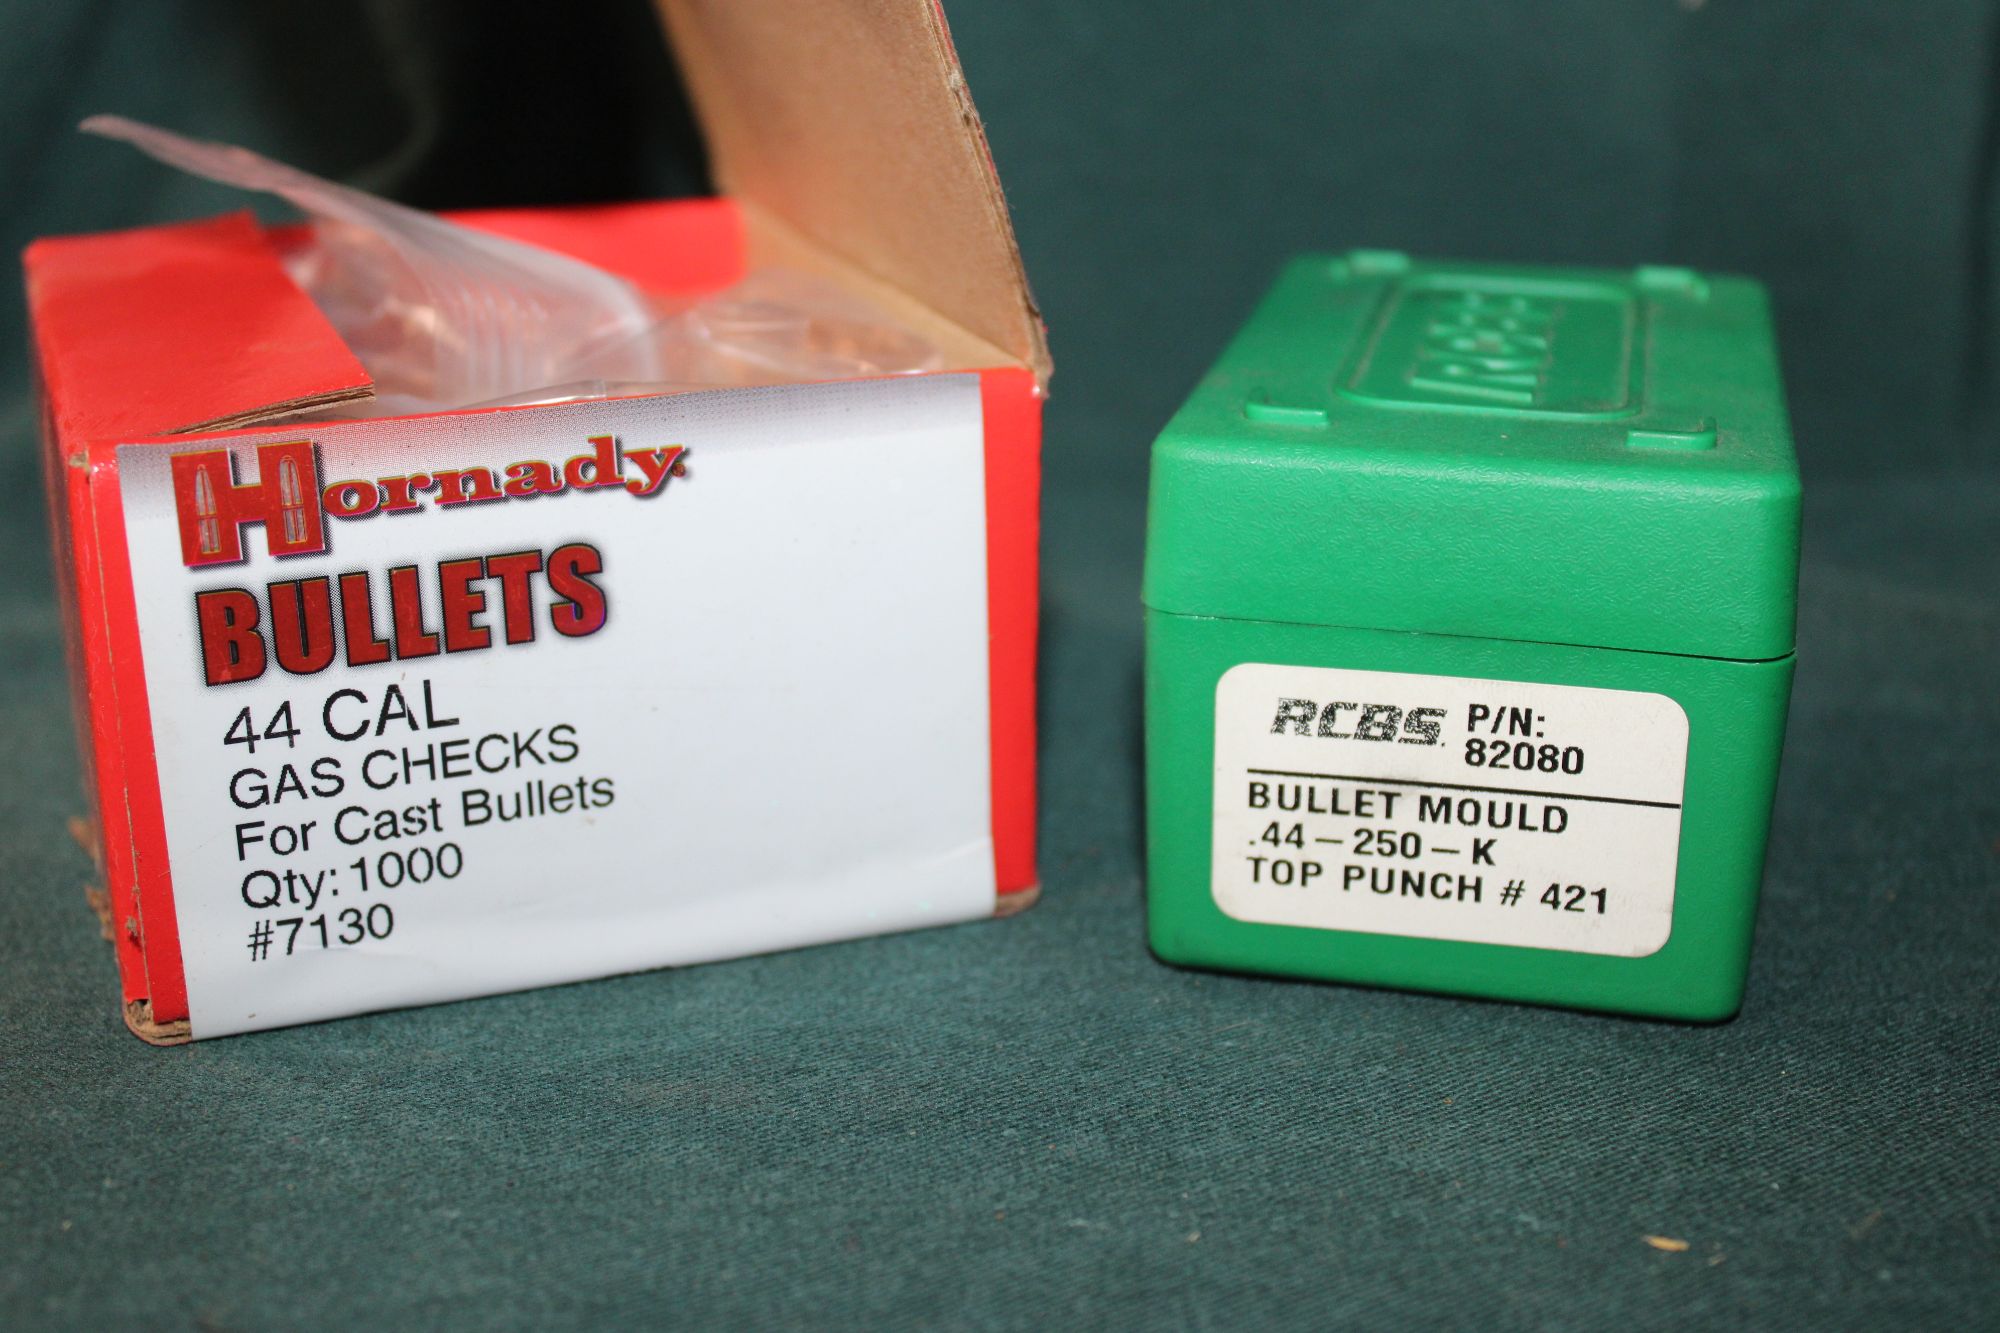 Hornady®
BULLETS
44 CAL
GAS CHECKS
For Cast Bullets
Qty: 1000
#7130
RCBS
RCBS. P/N:
82080
BULLET MOULD
.44-250-K
TOP PUNCH # 421